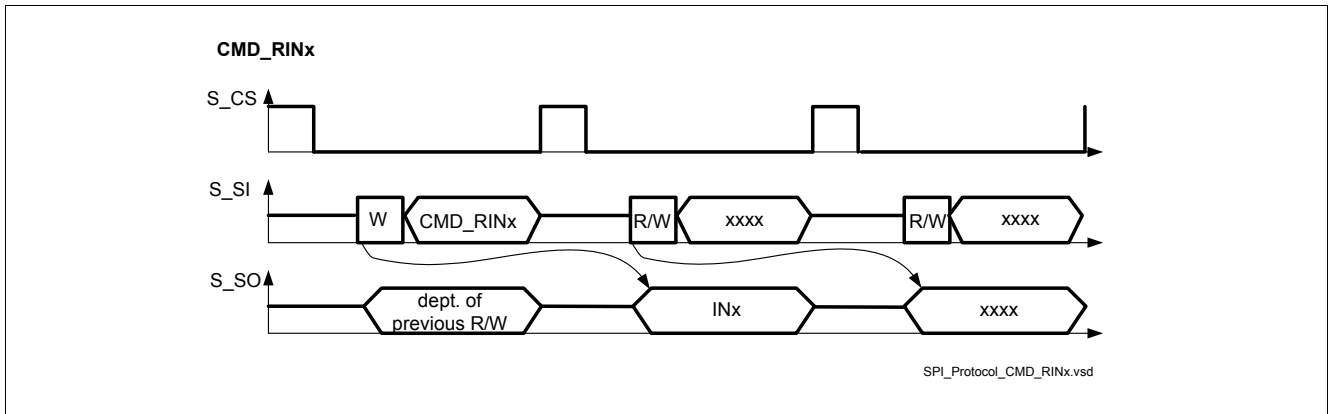 CMD_RINx
S_CS
S_SI
W
CMD_RINx
R/W
xxxx
R/W
xxxx
S_SO
dept. of
previous R/W
INx
xxxx
SPI_Protocol_CMD_RINx.vsd